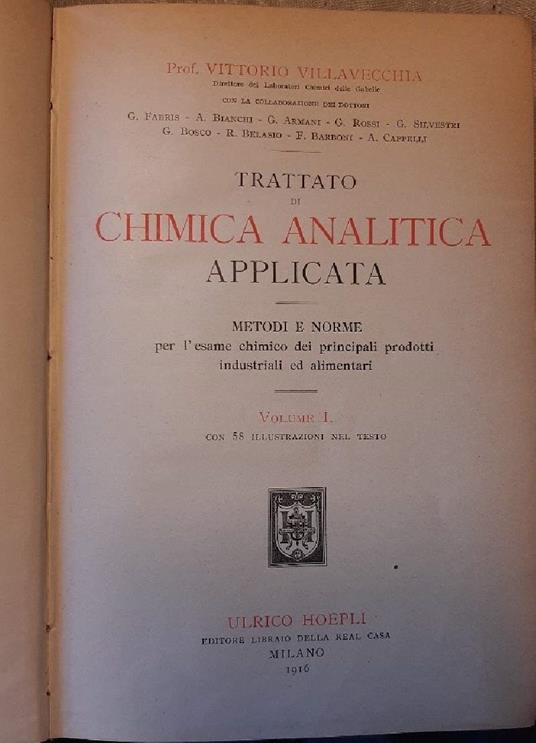 Prof. VITTORIO VILLAVECCHIA
Direttore dei Laboratori Chimici delle Gabelle
CON LA COLLABORAZIONE DEI DOTTORI
G. FABRIS - A. BIANCHI - G. ARMANI - G. ROSSI - G. SILVESTRI
G. BOSCO - R. BELASIO - F. BARBONI - A. CAPPELLI
TRATTATO
DI
CHIMICA ANALITICA
APPLICATA
METODI E NORME
per l'esame chimico dei principali prodotti
industriali ed alimentari
VOLUME I.
CON 58 ILLUSTRAZIONI NEL TESTO
ULRICO HOEPLI
EDITORE LIBRAIO DELLA REAL CASA
MILANO
1916